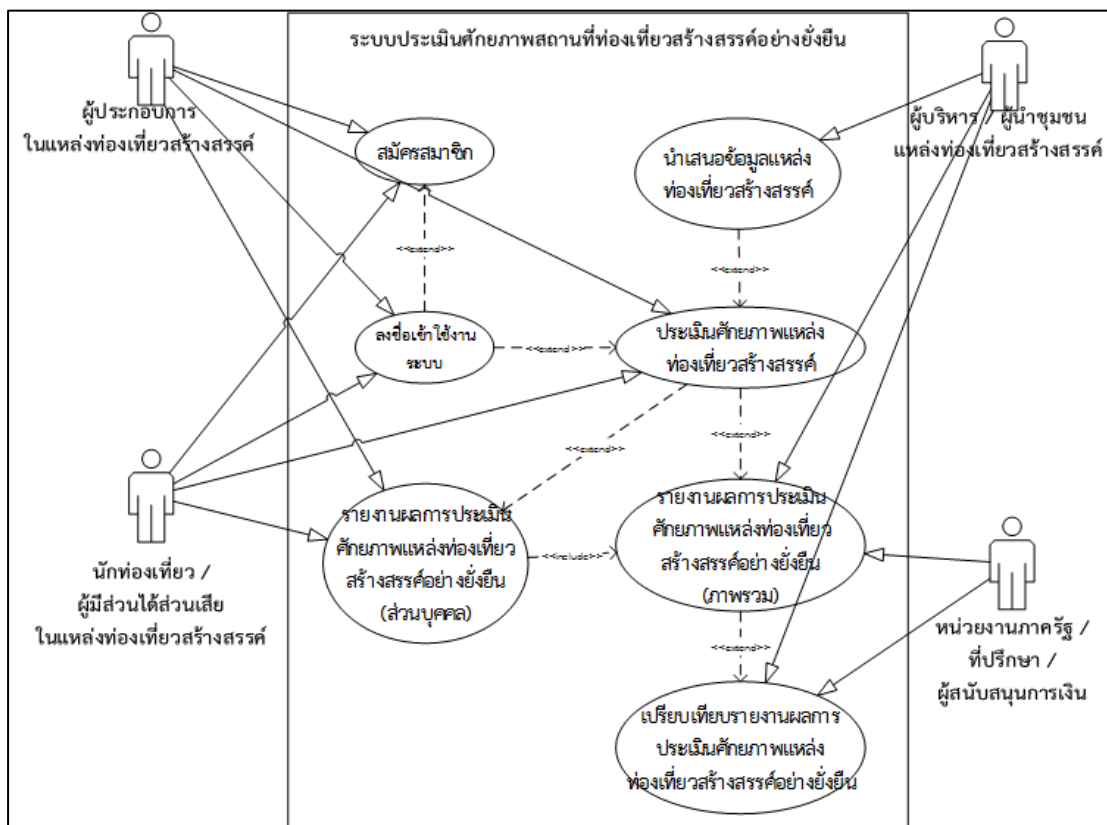 ระบบประเมินศักยภาพสถานที่ท่องเที่ยวสร้างสรรค์อย่างยั่งยืน
ผู้ประกอบการ
ในแหล่งท่องเที่ยวสร้างสรรค์
ผู้บริหาร / ผู้นำชุมชน
แหล่งท่องเที่ยวสร้างสรรค์
สมัครสมาชิก
นำเสนอข้อมูลแหล่ง
ท่องเที่ยวสร้างสรรค์
<<extend>>
<<extend>>
ลงชื่อเข้าใช้งาน
ระบบ
<<extend>>
ประเมินศักยภาพแหล่ง
ท่องเที่ยวสร้างสรรค์
<<extend>>
<<extend>>
นักท่องเที่ยว /
ผู้มีส่วนได้ส่วนเสีย
ในแหล่งท่องเที่ยวสร้างสรรค์
รายงานผลการประเมิน
ศักยภาพแหล่งท่องเที่ยว
สร้างสรรค์อย่างยั่งยืน
(ส่วนบุคคล)
<<include>>
รายงานผลการประเมิน
ศักยภาพแหล่งท่องเที่ยว
สร้างสรรค์อย่างยั่งยืน
(ภาพรวม)
หน่วยงานภาครัฐ /
ที่ปรึกษา /
ผู้สนับสนุนการเงิน
<<extend>>
เปรียบเทียบรายงานผลการ
ประเมินศักยภาพแหล่ง
ท่องเที่ยวสร้างสรรค์อย่างยั่งยืน